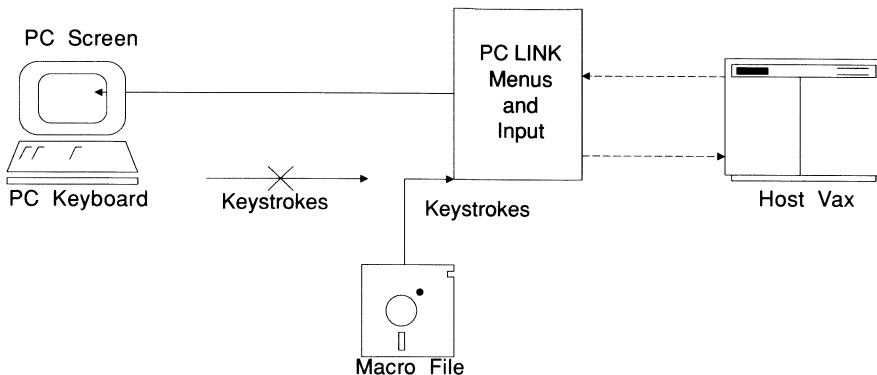 PC Screen
PC LINK
Menus
and
Input
PC Keyboard
Keystrokes
Keystrokes
Host Vax
Macro File